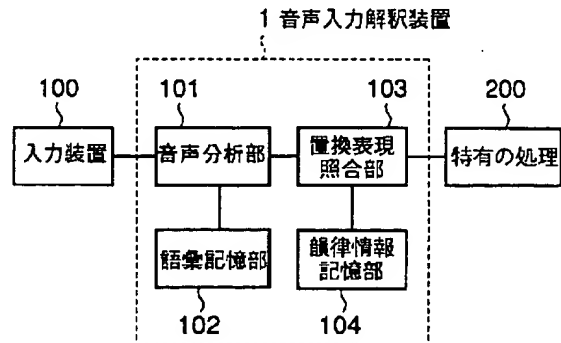 1 音声入力解釈装置
100
101
103
200
入力装置
音声分析部
置換表現
照合部
特有の処理
語彙記憶部
韻律情報
記憶部
102
104